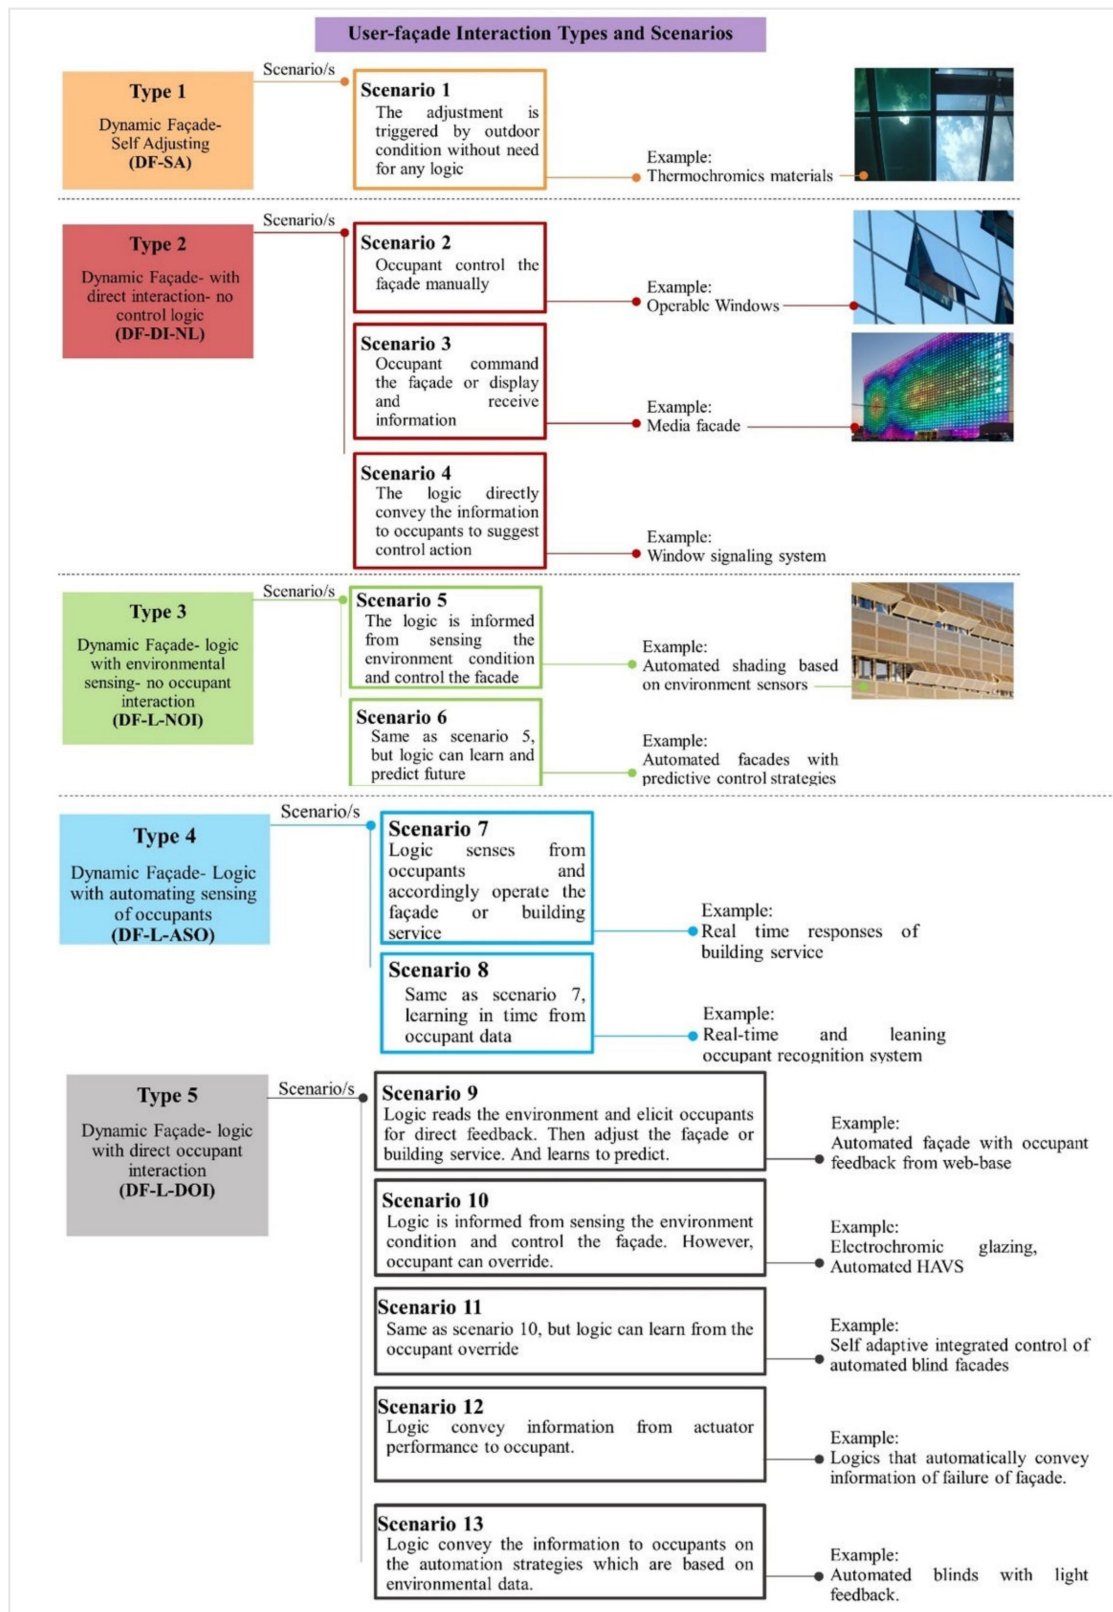 User-façade Interaction Types and Scenarios
Type 1
Dynamic Façade-
Self Adjusting
(DF-SA)
Scenario/s
Scenario 1
The adjustment is
triggered by outdoor
condition without need
for any logic
Example:
Thermochromics materials
Type 2
Dynamic Façade- with
direct interaction- no
control logic
(DF-DI-NL)
Scenario/s
Scenario 2
Occupant control the
façade manually
Example:
Operable Windows
Scenario 3
Occupant command
the façade or display
and receive
information
Example:
Media facade
Scenario 4
The logic directly
convey the information
to occupants to suggest
control action
Example:
Window signaling system
Type 3
Dynamic Façade- logic
with environmental
sensing- no occupant
interaction
(DF-L-NOI)
Scenario/s
Scenario 5
The logic is informed
from sensing the
environment condition
and control the facade
Example:
Automated shading based
on environment sensors
Scenario 6
Same as scenario 5,
but logic can learn and
predict future
Example:
Automated facades with
predictive control strategies
Type 4
Dynamic Façade- Logic
with automating sensing
of occupants
(DF-L-ASO)
Scenario/s
Scenario 7
Logic senses from
occupants and
accordingly operate the
façade or building
service
Example:
Real time responses of
building service
Scenario 8
Same as scenario 7,
learning in time from
occupant data
Example:
Real-time and leaning
occupant recognition system
Type 5
Dynamic Façade- logic
with direct occupant
interaction
(DF-L-DOI)
Scenario/s
Scenario 9
Logic reads the environment and elicit occupants
for direct feedback. Then adjust the façade or
building service. And learns to predict.
Example:
Automated façade with occupant
feedback from web-base
Scenario 10
Logic is informed from sensing the environment
condition and control the façade. However,
occupant can override.
Example:
Electrochromic glazing,
Automated HAVS
Scenario 11
Same as scenario 10, but logic can learn from the
occupant override
Example:
Self adaptive integrated control of
automated blind facades
Scenario 12
Logic convey information from actuator
performance to occupant.
Example:
Logics that automatically convey
information of failure of façade.
Scenario 13
Logic convey the information to occupants on
the automation strategies which are based on
environmental data.
Example:
Automated blinds with light
feedback.